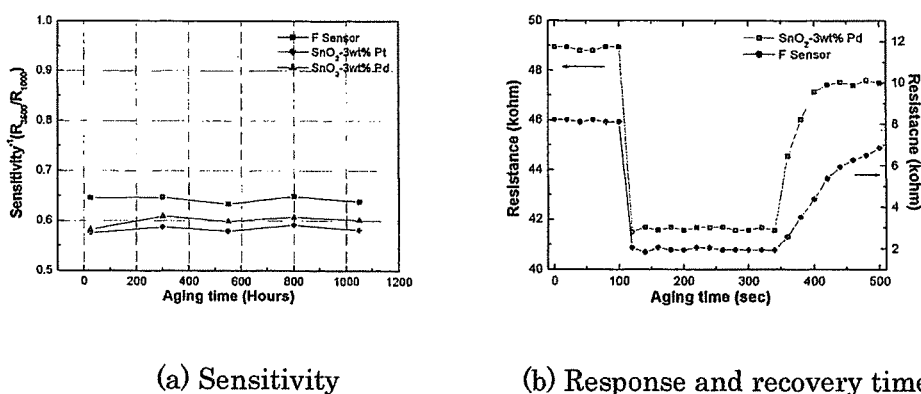 1.0
0.9
0.8
0.7
0.6
0.5
Sensitivity⁻¹(R₃₅₀₀/R₁₀₀₀)
F Sensor
SnO₂-3wt% Pt
SnO₂-3wt% Pd
0 200 400 600 800 1000 1200
Aging time (Hours)
(a) Sensitivity
50
48
46
44
42
40
Resistance (kohm)
SnO₂-3wt% Pd
F Sensor
12
10
8
6
4
2
Resistacne (kohm)
0 100 200 300 400 500
Aging time (sec)
(b) Response and recovery time